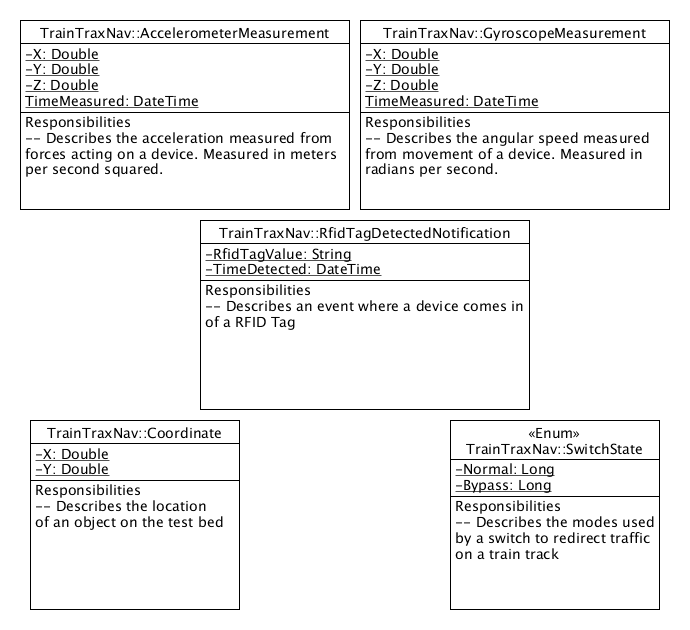 TrainTraxNav::AccelerometerMeasurement
-X: Double
-Y: Double
-Z: Double
TimeMeasured: DateTime
Responsibilities
-- Describes the acceleration measured from
forces acting on a device. Measured in meters
per second squared.
TrainTraxNav::GyroscopeMeasurement
-X: Double
-Y: Double
-Z: Double
TimeMeasured: DateTime
Responsibilities
-- Describes the angular speed measured
from movement of a device. Measured in
radians per second.
TrainTraxNav::RfidTagDetectedNotification
-RfidTagValue: String
-TimeDetected: DateTime
Responsibilities
-- Describes an event where a device comes in
of a RFID Tag
TrainTraxNav::Coordinate
-X: Double
-Y: Double
Responsibilities
-- Describes the location
of an object on the test bed
«Enum»
TrainTraxNav::SwitchState
-Normal: Long
-Bypass: Long
Responsibilities
-- Describes the modes used
by a switch to redirect traffic
on a train track